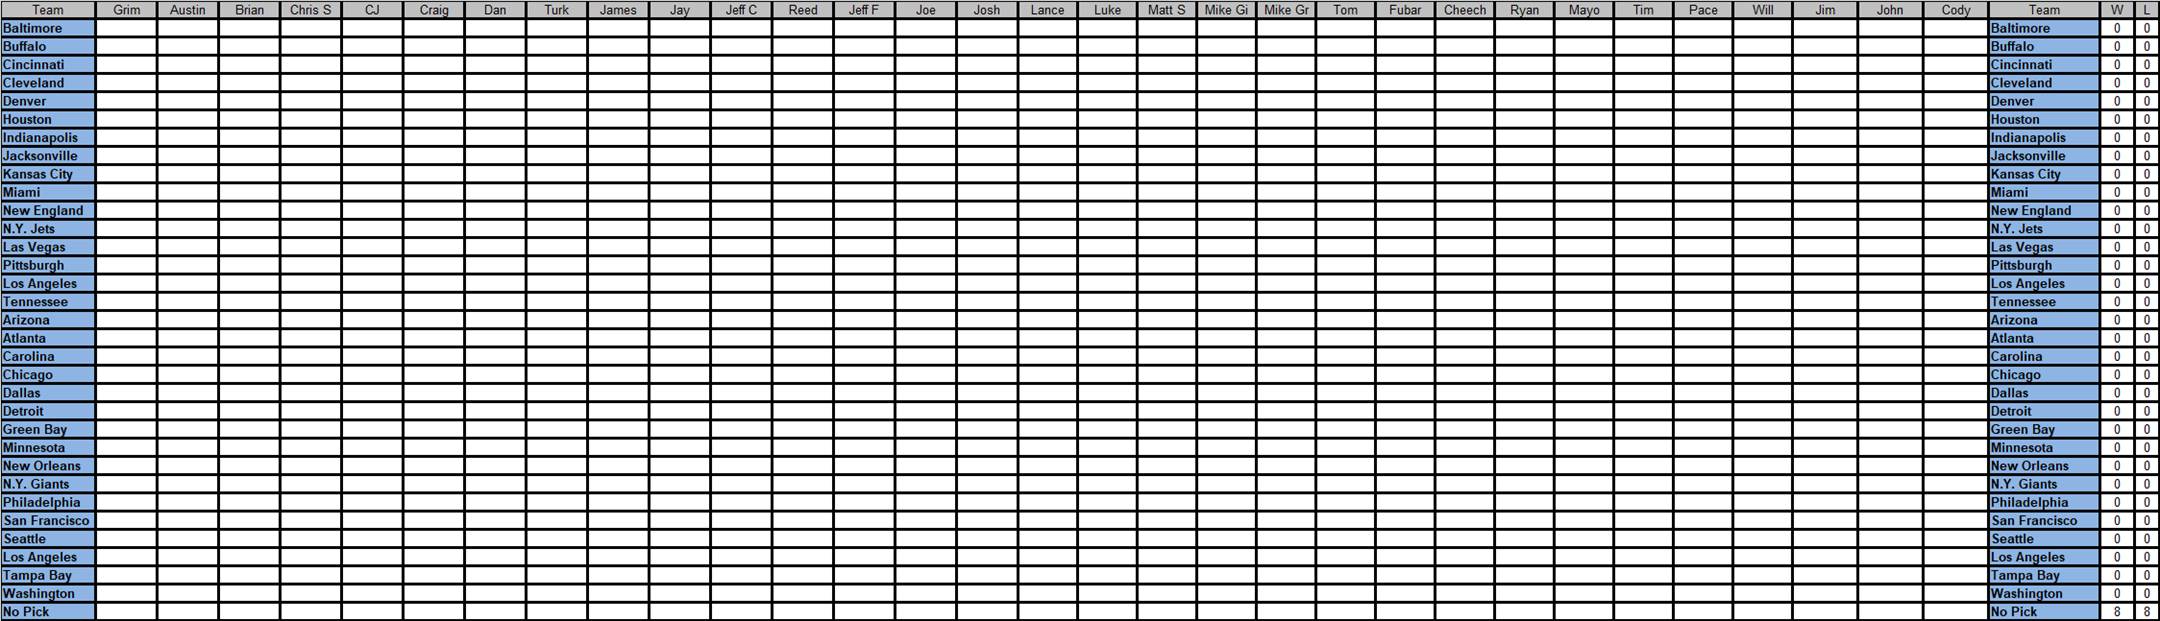 Team Grim Austin Brian Chris S CJ Craig Dan Turk James Jay Jeff C Reed Jeff F Joe Josh Lance Luke Matt S Mike Gi Mike Gr Tom Fubar Cheech Ryan Mayo Tim Pace Will Jim John Cody Team W L
Baltimore Baltimore 0 0
Buffalo Buffalo 0 0
Cincinnati Cincinnati 0 0
Cleveland Cleveland 0 0
Denver Denver 0 0
Houston Houston 0 0
Indianapolis Indianapolis 0 0
Jacksonville Jacksonville 0 0
Kansas City Kansas City 0 0
Miami Miami 0 0
New England New England 0 0
N.Y. Jets N.Y. Jets 0 0
Las Vegas Las Vegas 0 0
Pittsburgh Pittsburgh 0 0
Los Angeles Los Angeles 0 0
Tennessee Tennessee 0 0
Arizona Arizona 0 0
Atlanta Atlanta 0 0
Carolina Carolina 0 0
Chicago Chicago 0 0
Dallas Dallas 0 0
Detroit Detroit 0 0
Green Bay Green Bay 0 0
Minnesota Minnesota 0 0
New Orleans New Orleans 0 0
N.Y. Giants N.Y. Giants 0 0
Philadelphia Philadelphia 0 0
San Francisco San Francisco 0 0
Seattle Seattle 0 0
Los Angeles Los Angeles 0 0
Tampa Bay Tampa Bay 0 0
Washington Washington 0 0
No Pick No Pick 8 8